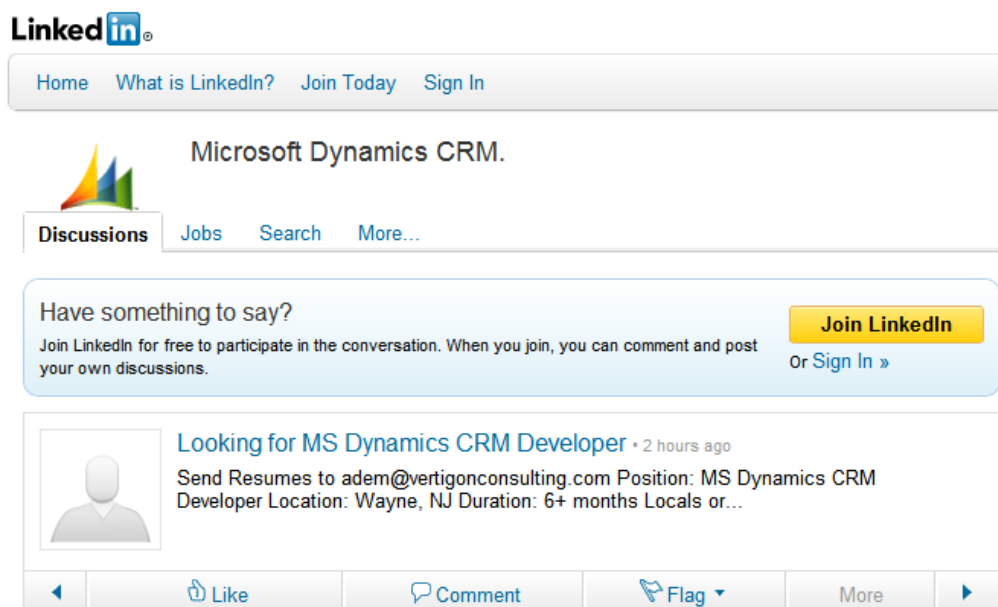 Linked in ®
Home What is LinkedIn? Join Today Sign In
Microsoft Dynamics CRM.
Discussions Jobs Search More...
Have something to say?
Join LinkedIn for free to participate in the conversation. When you join, you can comment and post
your own discussions.
Join LinkedIn
Or Sign In »
Looking for MS Dynamics CRM Developer • 2 hours ago
Send Resumes to adem@vertigonconsulting.com Position: MS Dynamics CRM
Developer Location: Wayne, NJ Duration: 6+ months Locals or...
Like Comment Flag More